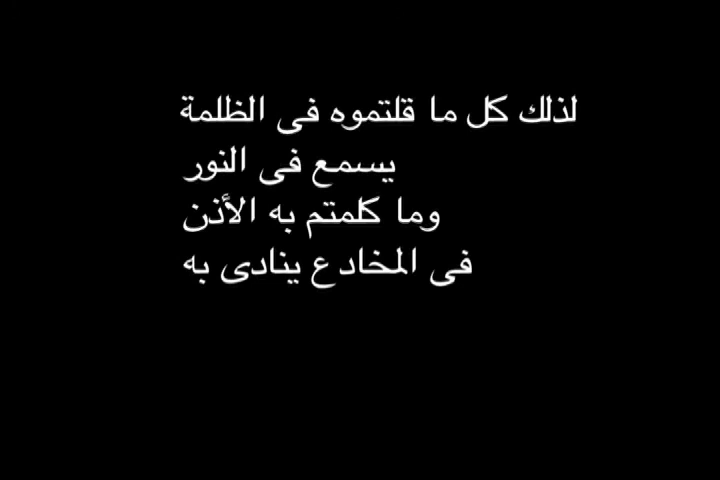 لذلك كل ما قلتموه فى الظلمة
يسمع فى النور
وما كلمتم به الأذن
فى المخادع ينادى به